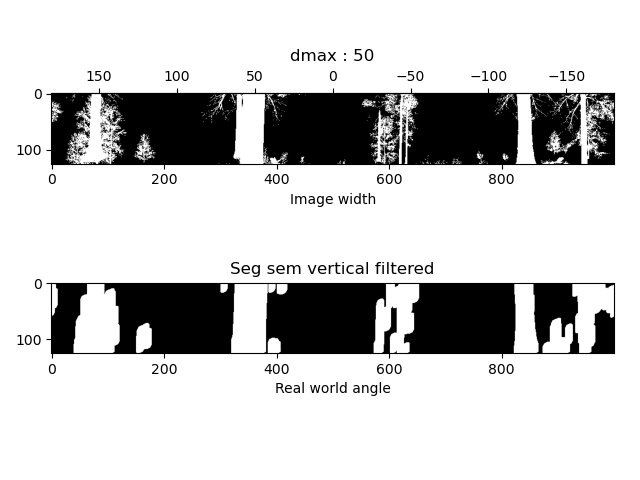 dmax : 50
150 100 50 0 −50 −100 −150
0
100
0 200 400 600 800
Image width
Seg sem vertical filtered
0
100
0 200 400 600 800
Real world angle